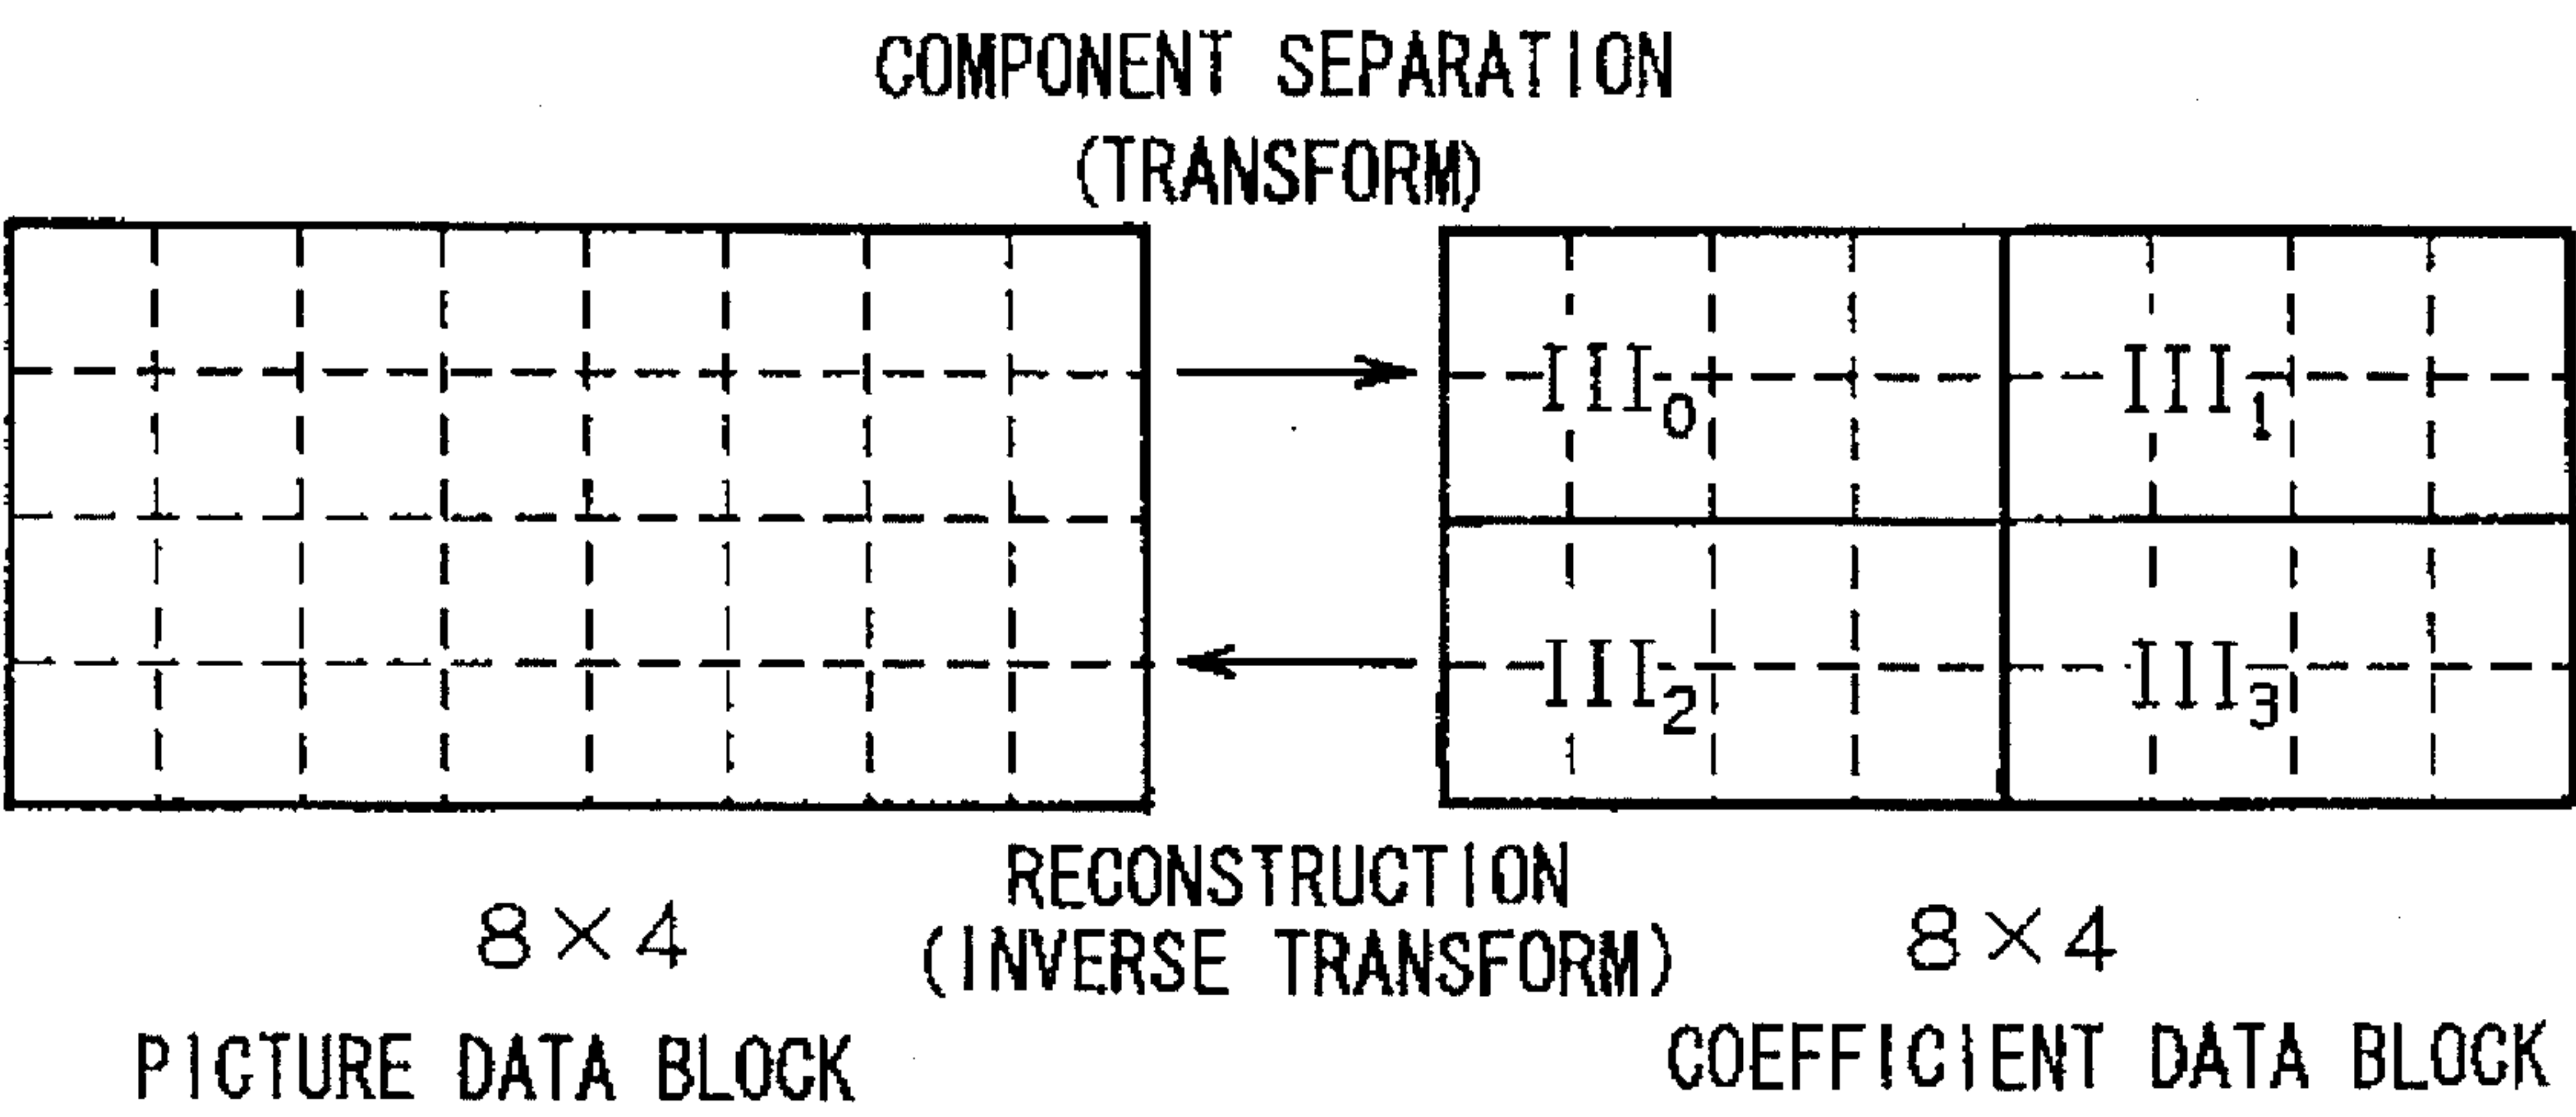 COMPONENT SEPARATION
(TRANSFORM)
III₀
III₁
III₂
III₃
RECONSTRUCTION
(INVERSE TRANSFORM)
8×4
PICTURE DATA BLOCK
8×4
COEFFICIENT DATA BLOCK